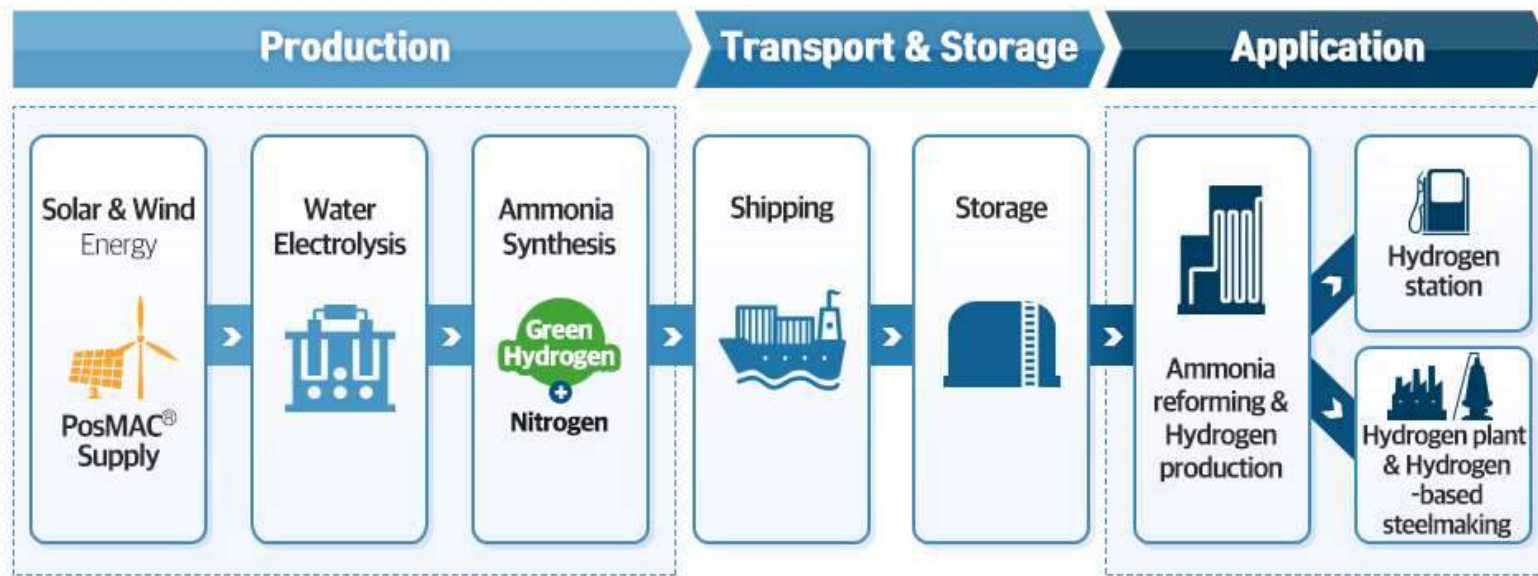 Production
Transport & Storage
Application
Solar & Wind
Energy
PosMAC®
Supply
Water
Electrolysis
Ammonia
Synthesis
Green
Hydrogen
+
Nitrogen
Shipping
Storage
Ammonia
reforming &
Hydrogen
production
Hydrogen
station
Hydrogen plant
& Hydrogen
-based
steelmaking